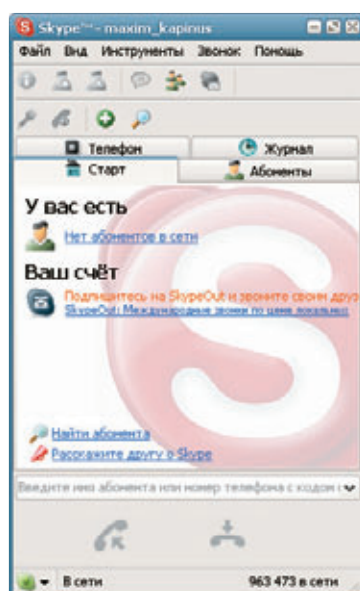 Skype™ - maxim_kapinus
Файл Вид Инструменты Звонок Помощь
Телефон Журнал
Старт Абоненты
У вас есть
Нет абонентов в сети
Ваш счёт
Подпишитесь на SkypeOut и звоните своим друз
SkypeOut: Международные звонки по цене локальных
Найти абонента
Расскажите другу о Skype
Введите имя абонента или номер телефона с кодом с
В сети 963 473 в сети